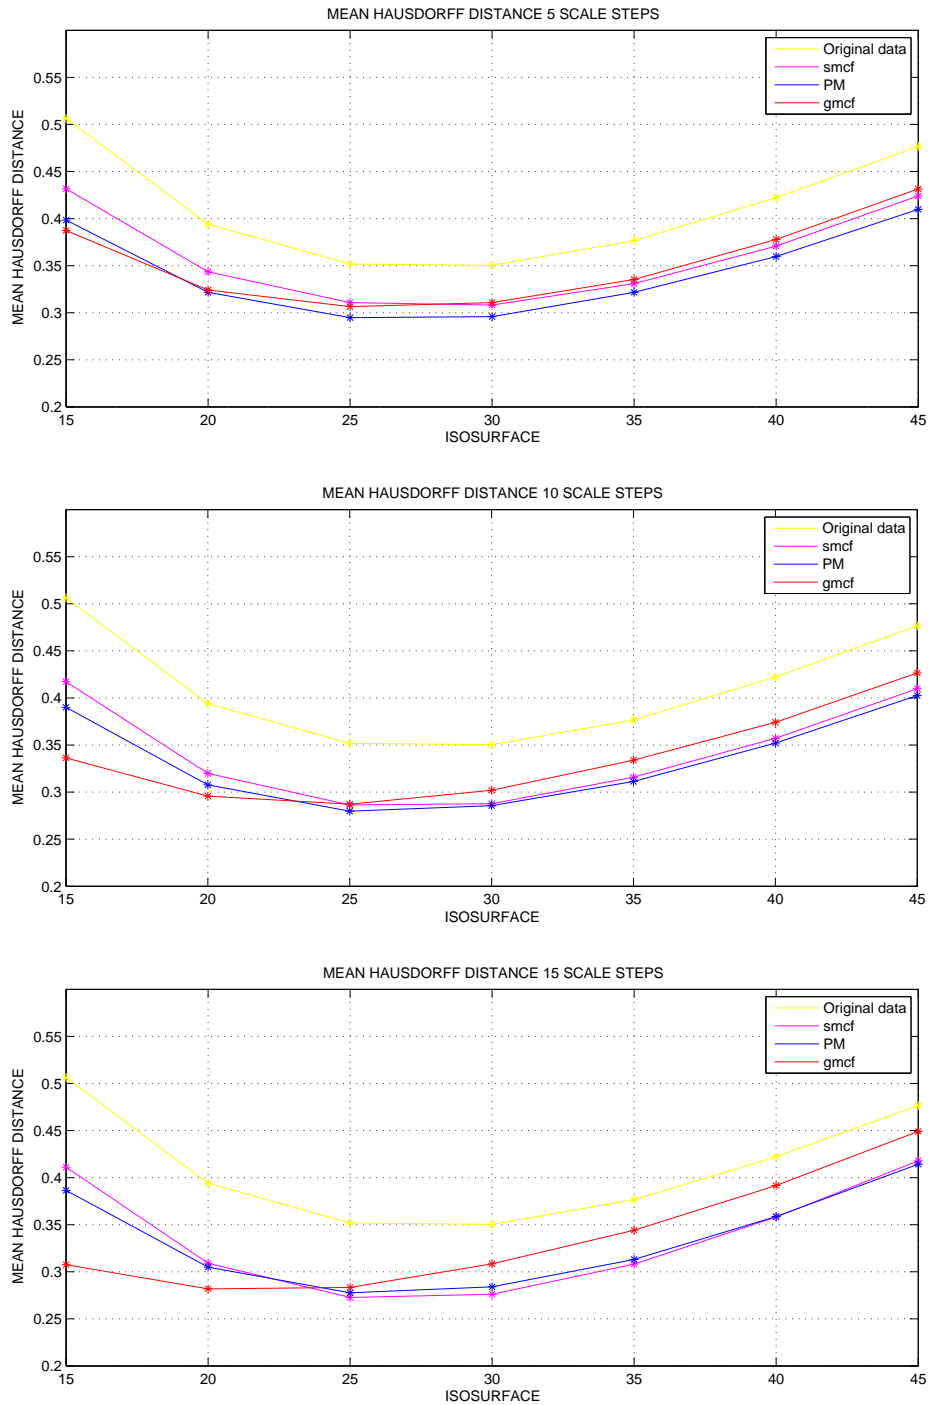 MEAN HAUSDORFF DISTANCE 5 SCALE STEPS
Original data
smcf
PM
gmcf
MEAN HAUSDORFF DISTANCE
0.55
0.5
0.45
0.4
0.35
0.3
0.25
0.2
15 20 25 30 35 40 45
ISOSURFACE
MEAN HAUSDORFF DISTANCE 10 SCALE STEPS
Original data
smcf
PM
gmcf
MEAN HAUSDORFF DISTANCE
0.55
0.5
0.45
0.4
0.35
0.3
0.25
0.2
15 20 25 30 35 40 45
ISOSURFACE
MEAN HAUSDORFF DISTANCE 15 SCALE STEPS
Original data
smcf
PM
gmcf
MEAN HAUSDORFF DISTANCE
0.55
0.5
0.45
0.4
0.35
0.3
0.25
0.2
15 20 25 30 35 40 45
ISOSURFACE